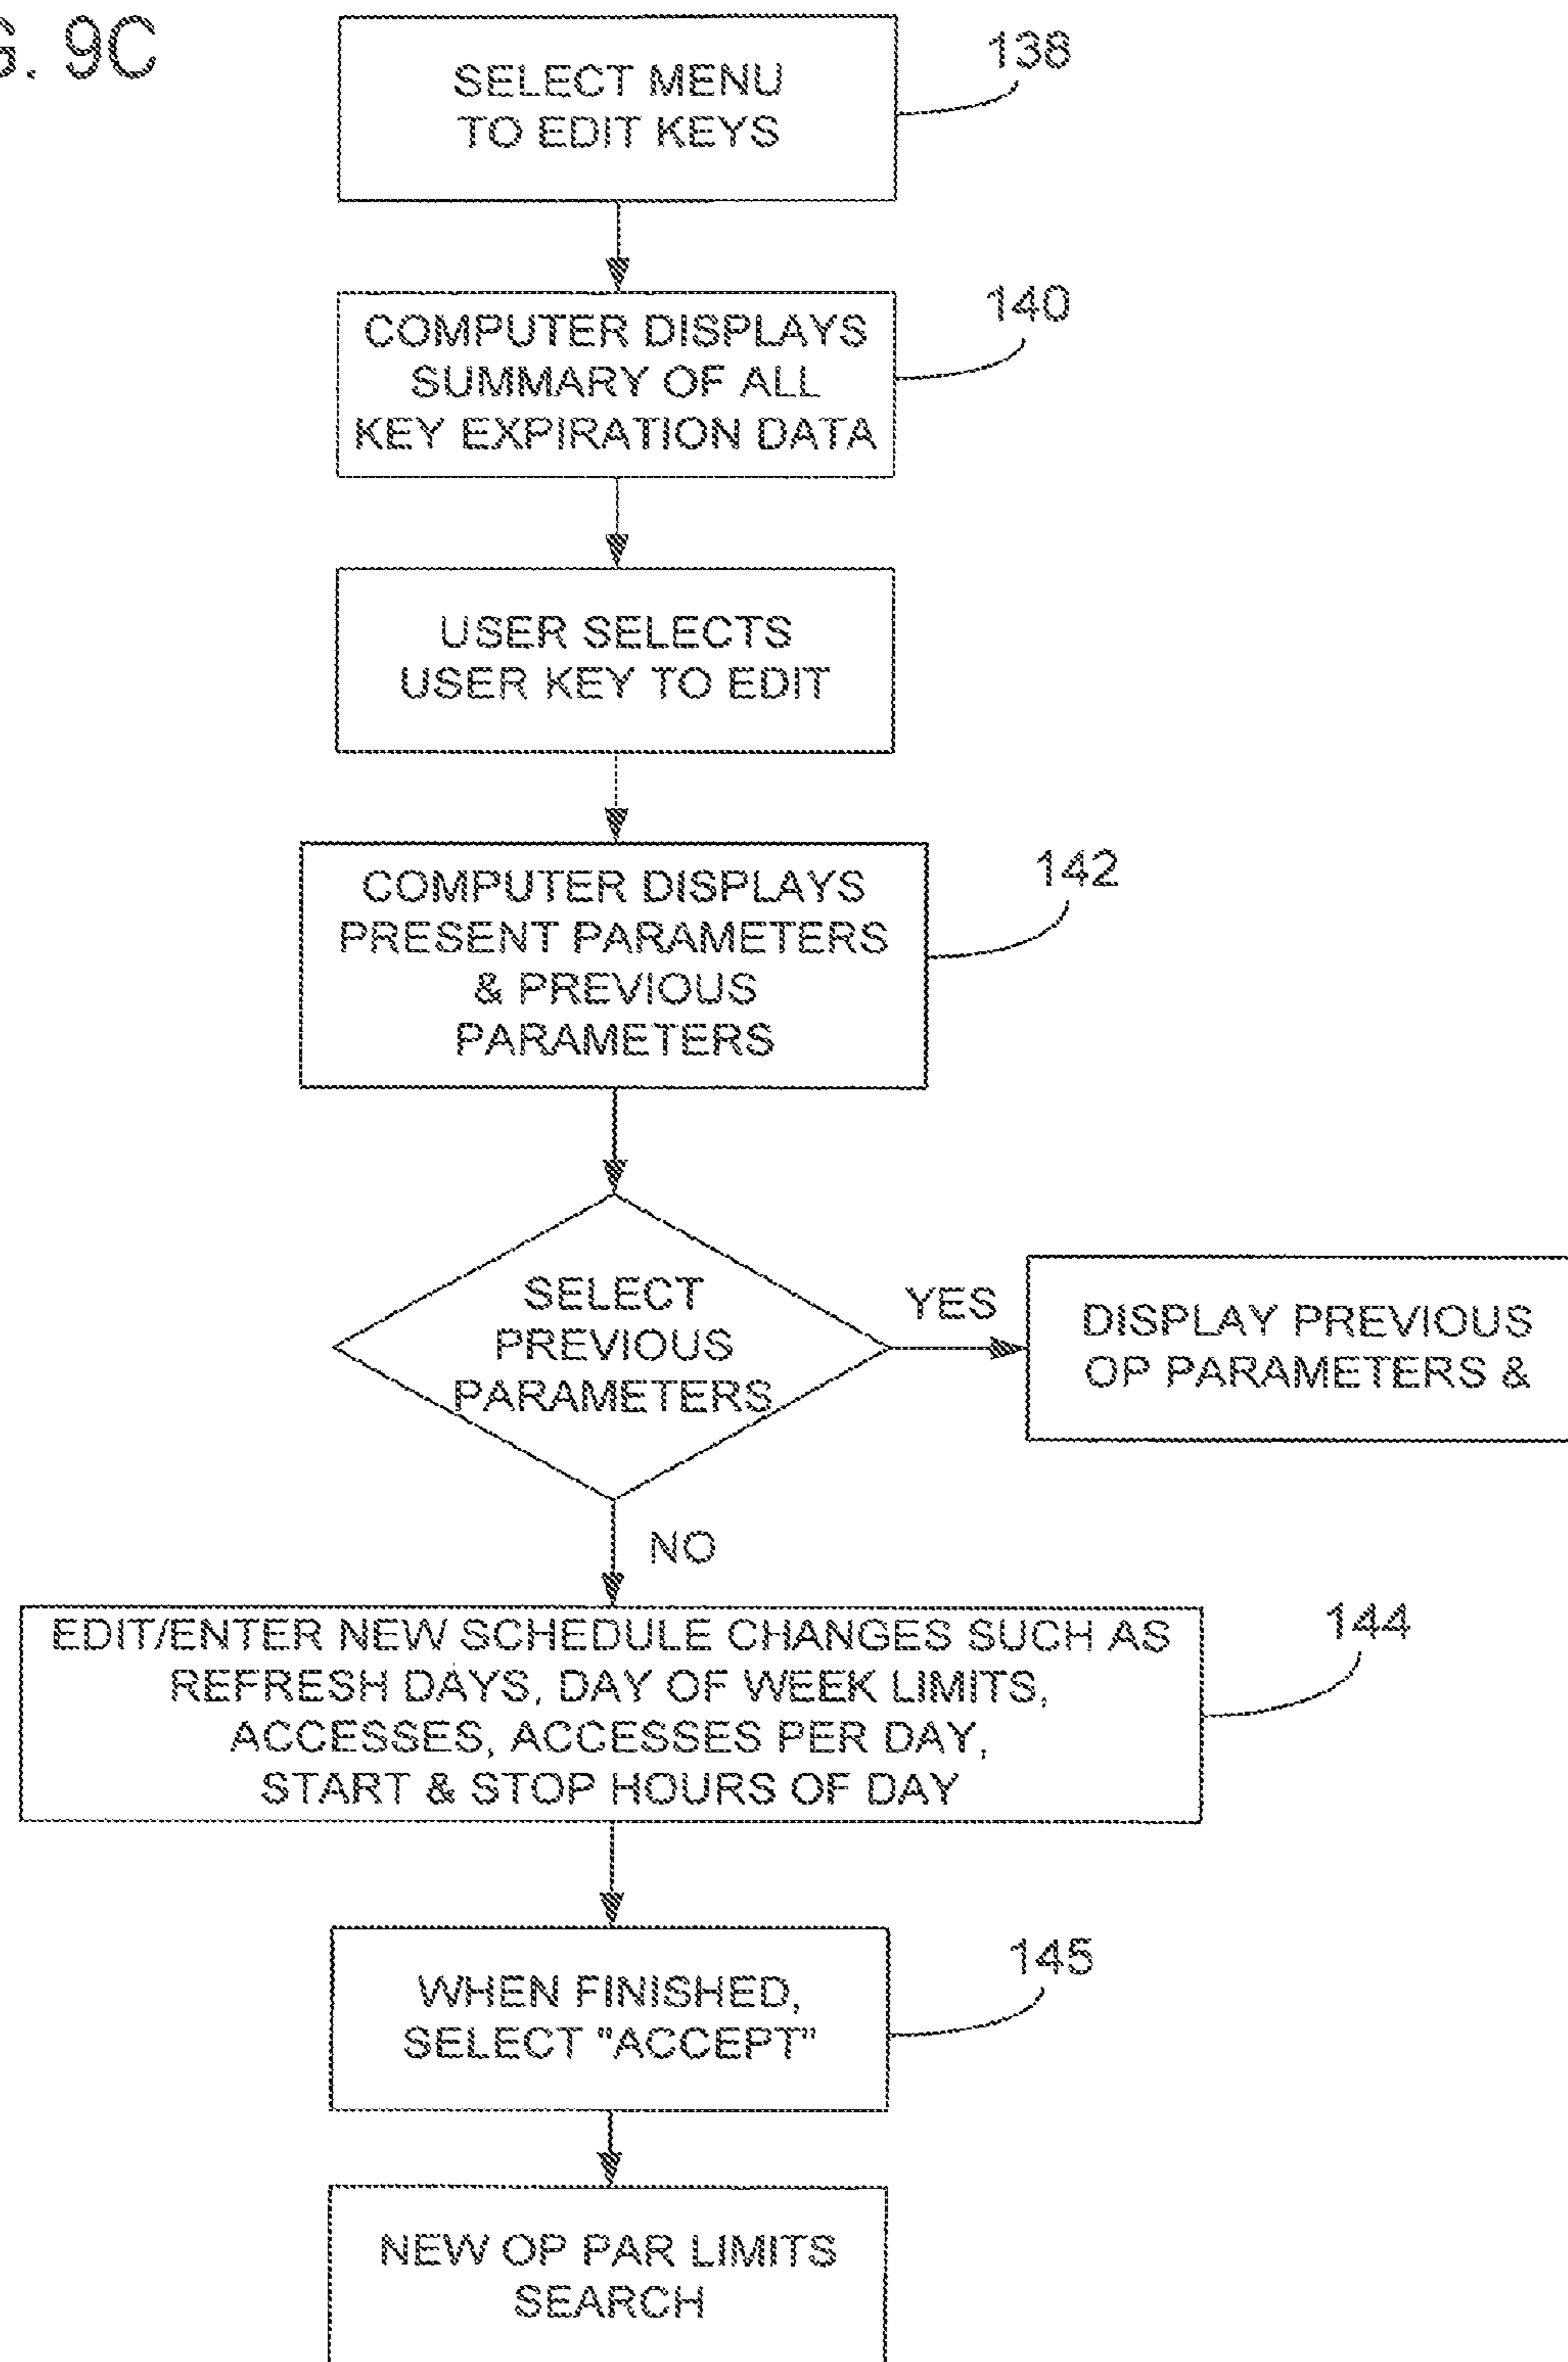 G. 9C
138
SELECT MENU
TO EDIT KEYS
140
COMPUTER DISPLAYS
SUMMARY OF ALL
KEY EXPIRATION DATA
USER SELECTS
USER KEY TO EDIT
142
COMPUTER DISPLAYS
PRESENT PARAMETERS
& PREVIOUS
PARAMETERS
SELECT
PREVIOUS
PARAMETERS
YES
DISPLAY PREVIOUS
OP PARAMETERS &
NO
144
EDIT/ENTER NEW SCHEDULE CHANGES SUCH AS
REFRESH DAYS, DAY OF WEEK LIMITS,
ACCESSES, ACCESSES PER DAY,
START & STOP HOURS OF DAY
145
WHEN FINISHED,
SELECT "ACCEPT"
NEW OP PAR LIMITS
SEARCH